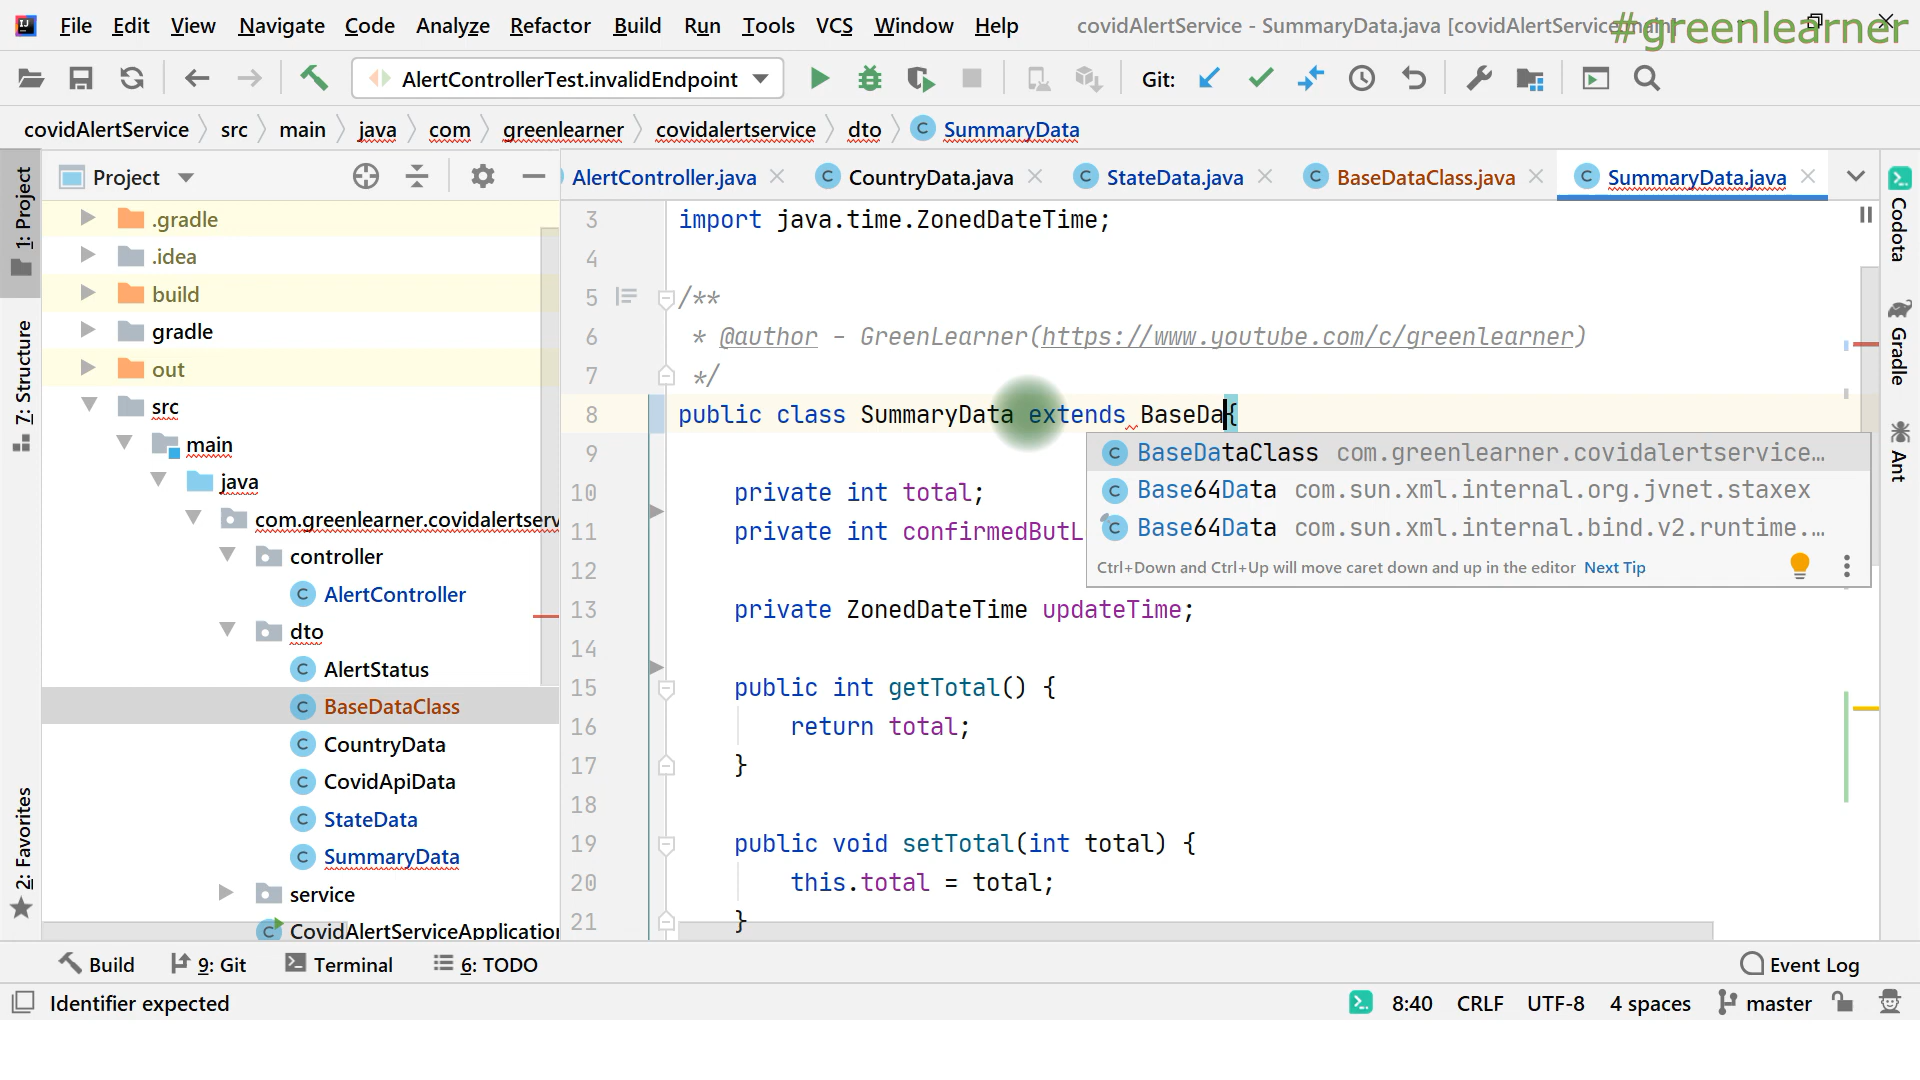 File Edit View Navigate Code Analyze Refactor Build Run Tools VCS Window Help covidAlertService - SummaryData.java [covidAlertService.main]
#greenlearner
AlertControllerTest.invalidEndpoint Git:
covidAlertService src main java com greenlearner covidalertservice dto SummaryData
Project
AlertController.java CountryData.java StateData.java BaseDataClass.java SummaryData.java
1: Project
7: Structure
2: Favorites
.gradle
.idea
build
gradle
out
src
main
java
com.greenlearner.covidalertserv
controller
AlertController
dto
AlertStatus
BaseDataClass
CountryData
CovidApiData
StateData
SummaryData
service
CovidAlertServiceApplication
3 import java.time.ZonedDateTime;
4
5 /**
6 * @author - GreenLearner(https://www.youtube.com/c/greenlearner)
7 */
8 public class SummaryData extends BaseDa{
9
10 private int total;
11 private int confirmedButL
12
13 private ZonedDateTime updateTime;
14
15 public int getTotal() {
16 return total;
17 }
18
19 public void setTotal(int total) {
20 this.total = total;
21 }
BaseDataClass com.greenlearner.covidalertservice...
Base64Data com.sun.xml.internal.org.jvnet.staxex
Base64Data com.sun.xml.internal.bind.v2.runtime....
Ctrl+Down and Ctrl+Up will move caret down and up in the editor Next Tip
Codota
Gradle
Ant
Build 9: Git Terminal 6: TODO Event Log
Identifier expected 8:40 CRLF UTF-8 4 spaces master